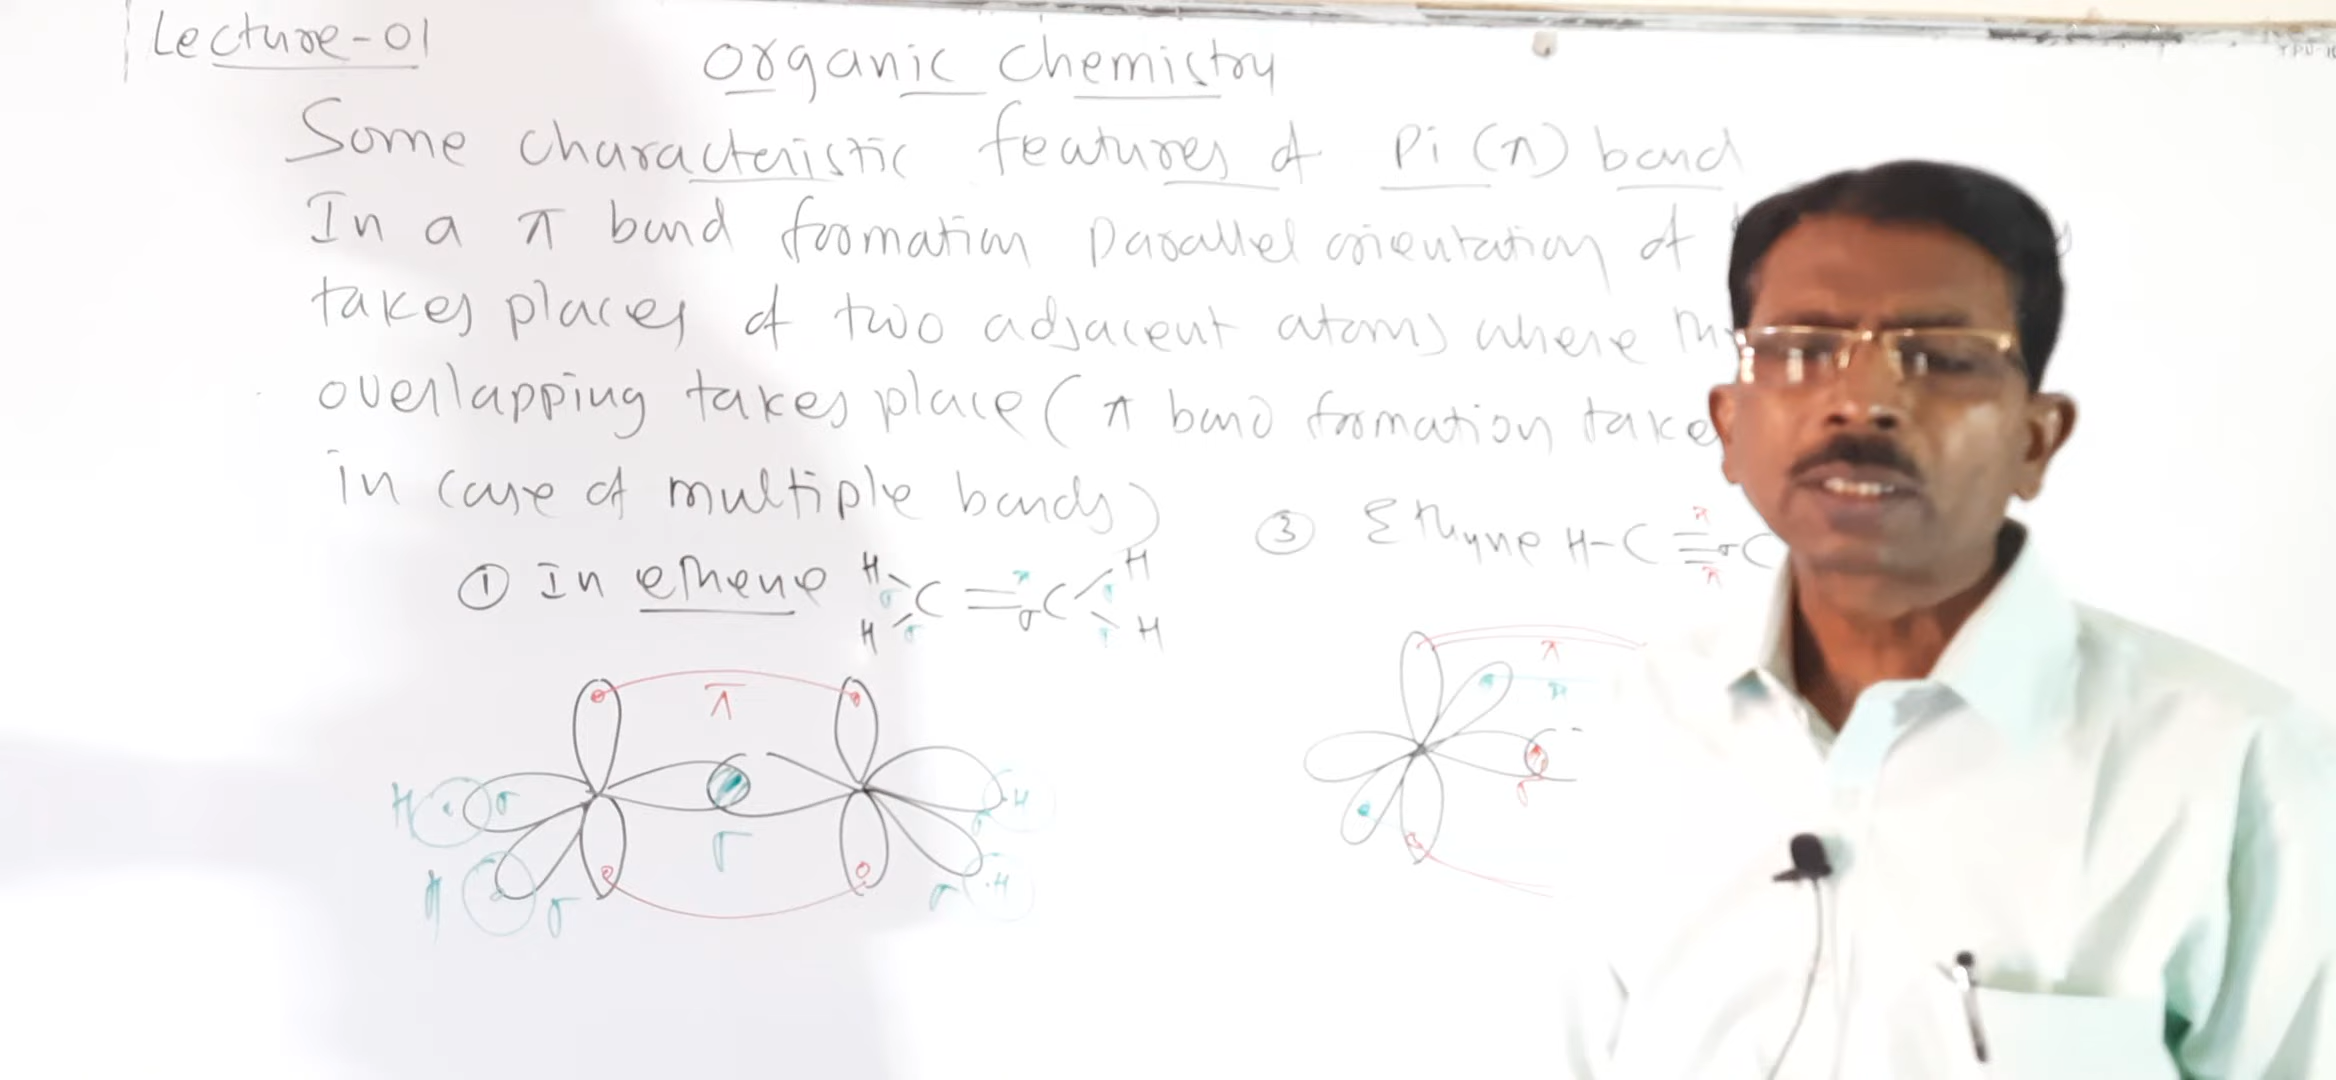 Lecture-01
Organic Chemistry
Some characteristic features of Pi (π) bond
In a π bond formation parallel orientation of
takes places of two adjacent atoms where
overlapping takes place (π bond formation take
in case of multiple bonds)
① In ethene H H C = C H H π σ σ σ σ σ
③ Ethyne H-C ≡ C π σ π
π
π π
H σ σ σ H
H σ σ H
σ